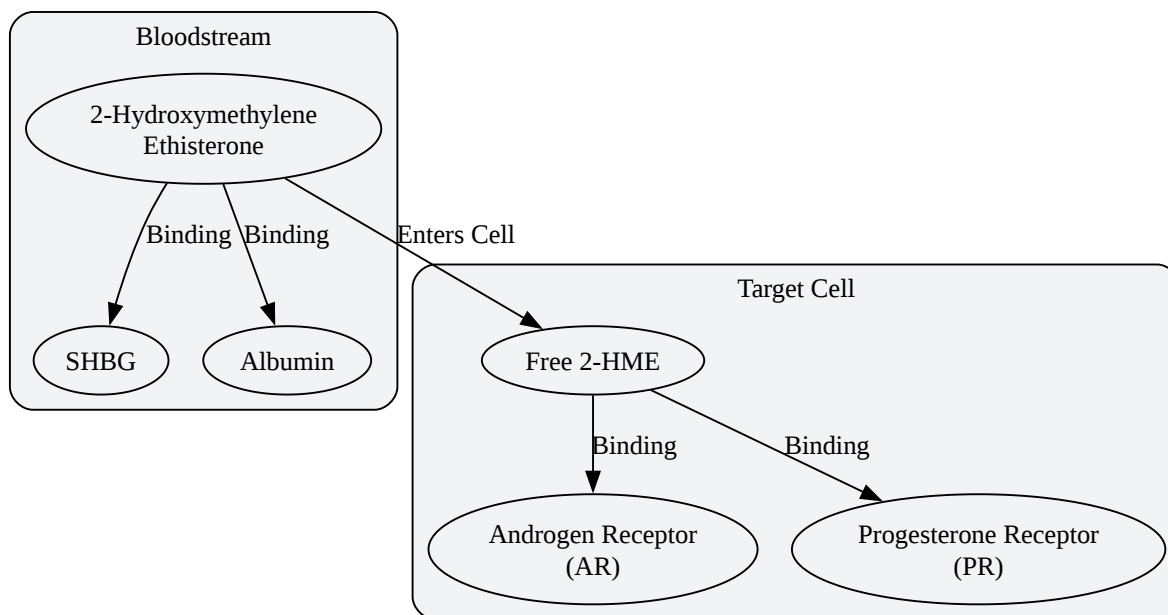 Bloodstream
2-Hydroxymethylene
Ethisterone
Binding
Binding
Enters Cell
SHBG
Albumin
Target Cell
Free 2-HME
Binding
Binding
Androgen Receptor
(AR)
Progesterone Receptor
(PR)